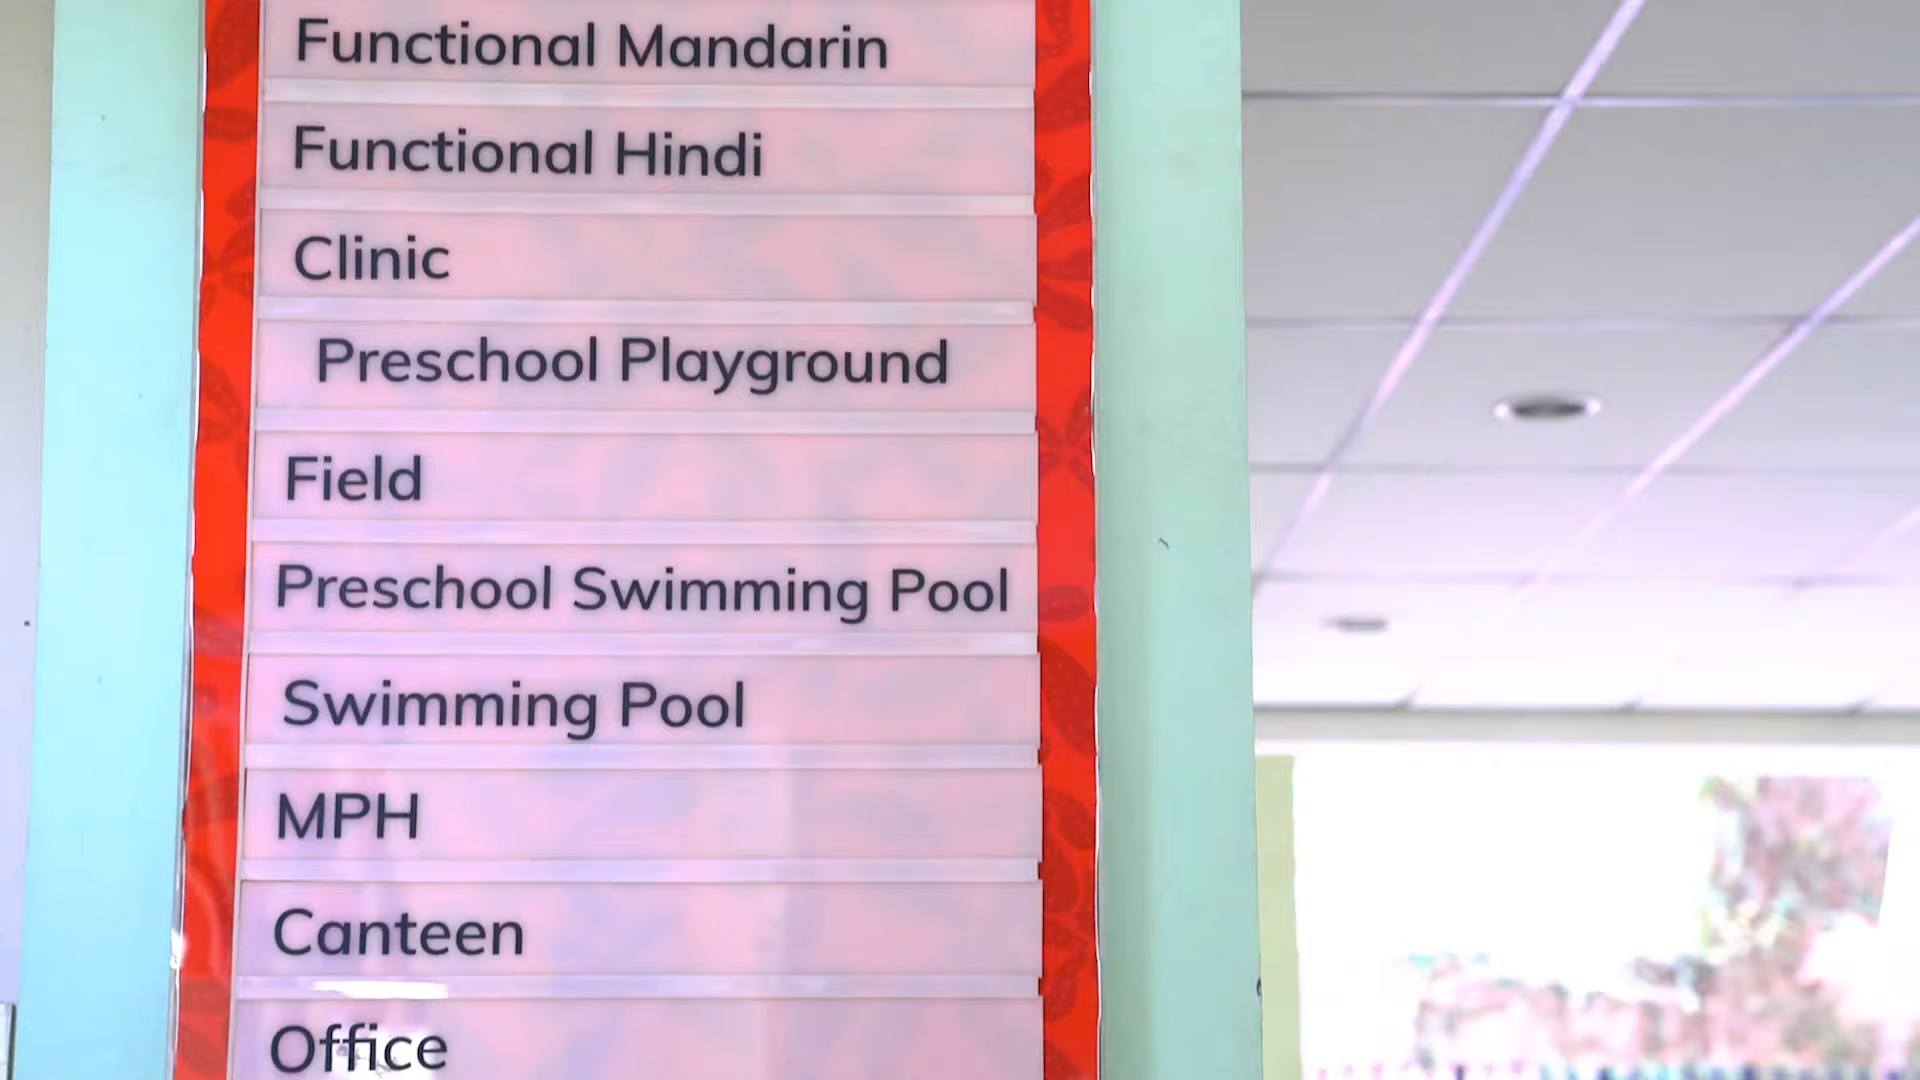 Functional Mandarin
Functional Hindi
Clinic
Preschool Playground
Field
Preschool Swimming Pool
Swimming Pool
MPH
Canteen
Office